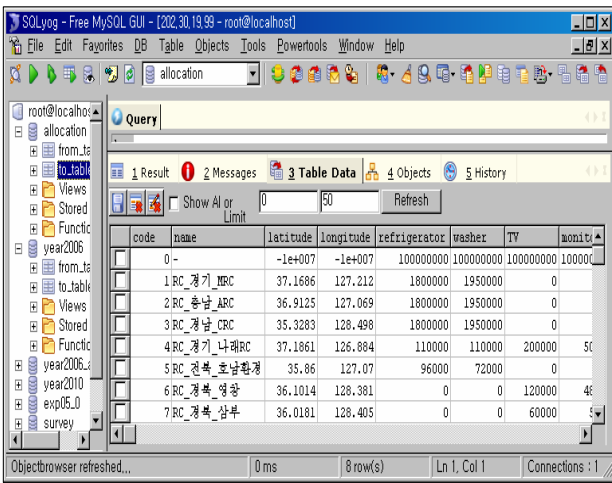 SQLyog - Free MySQL GUI - [202,30,19,99 - root@localhost]
File Edit Favorites DB Table Objects Tools Powertools Window Help
allocation
root@localhos
allocation
from_ta
to_table
Views
Stored
Functic
year2006
from_ta
to_table
Views
Stored
Functic
year2006_
year2010
exp05_0
survey
Query
1 Result 2 Messages 3 Table Data 4 Objects 5 History
Show Al or Limit 0 50 Refresh
code name latitude longitude refrigerator washer TV monito
0 - -1e+007 -1e+007 100000000 100000000 100000000 10000
1 RC_경기_MRC 37.1686 127.212 1800000 1950000 0
2 RC_충남_ARC 36.9125 127.069 1800000 1950000 0
3 RC_경남_CRC 35.3283 128.498 1800000 1950000 0
4 RC_경기_나래RC 37.1861 126.884 110000 110000 200000 50
5 RC_전북_호남환경 35.86 127.07 96000 72000 0
6 RC_경북_영창 36.1014 128.381 0 0 120000 48
7 RC_경북_삼부 36.0181 128.405 0 0 60000
Objectbrowser refreshed,,, 0 ms 8 row(s) Ln 1, Col 1 Connections : 1